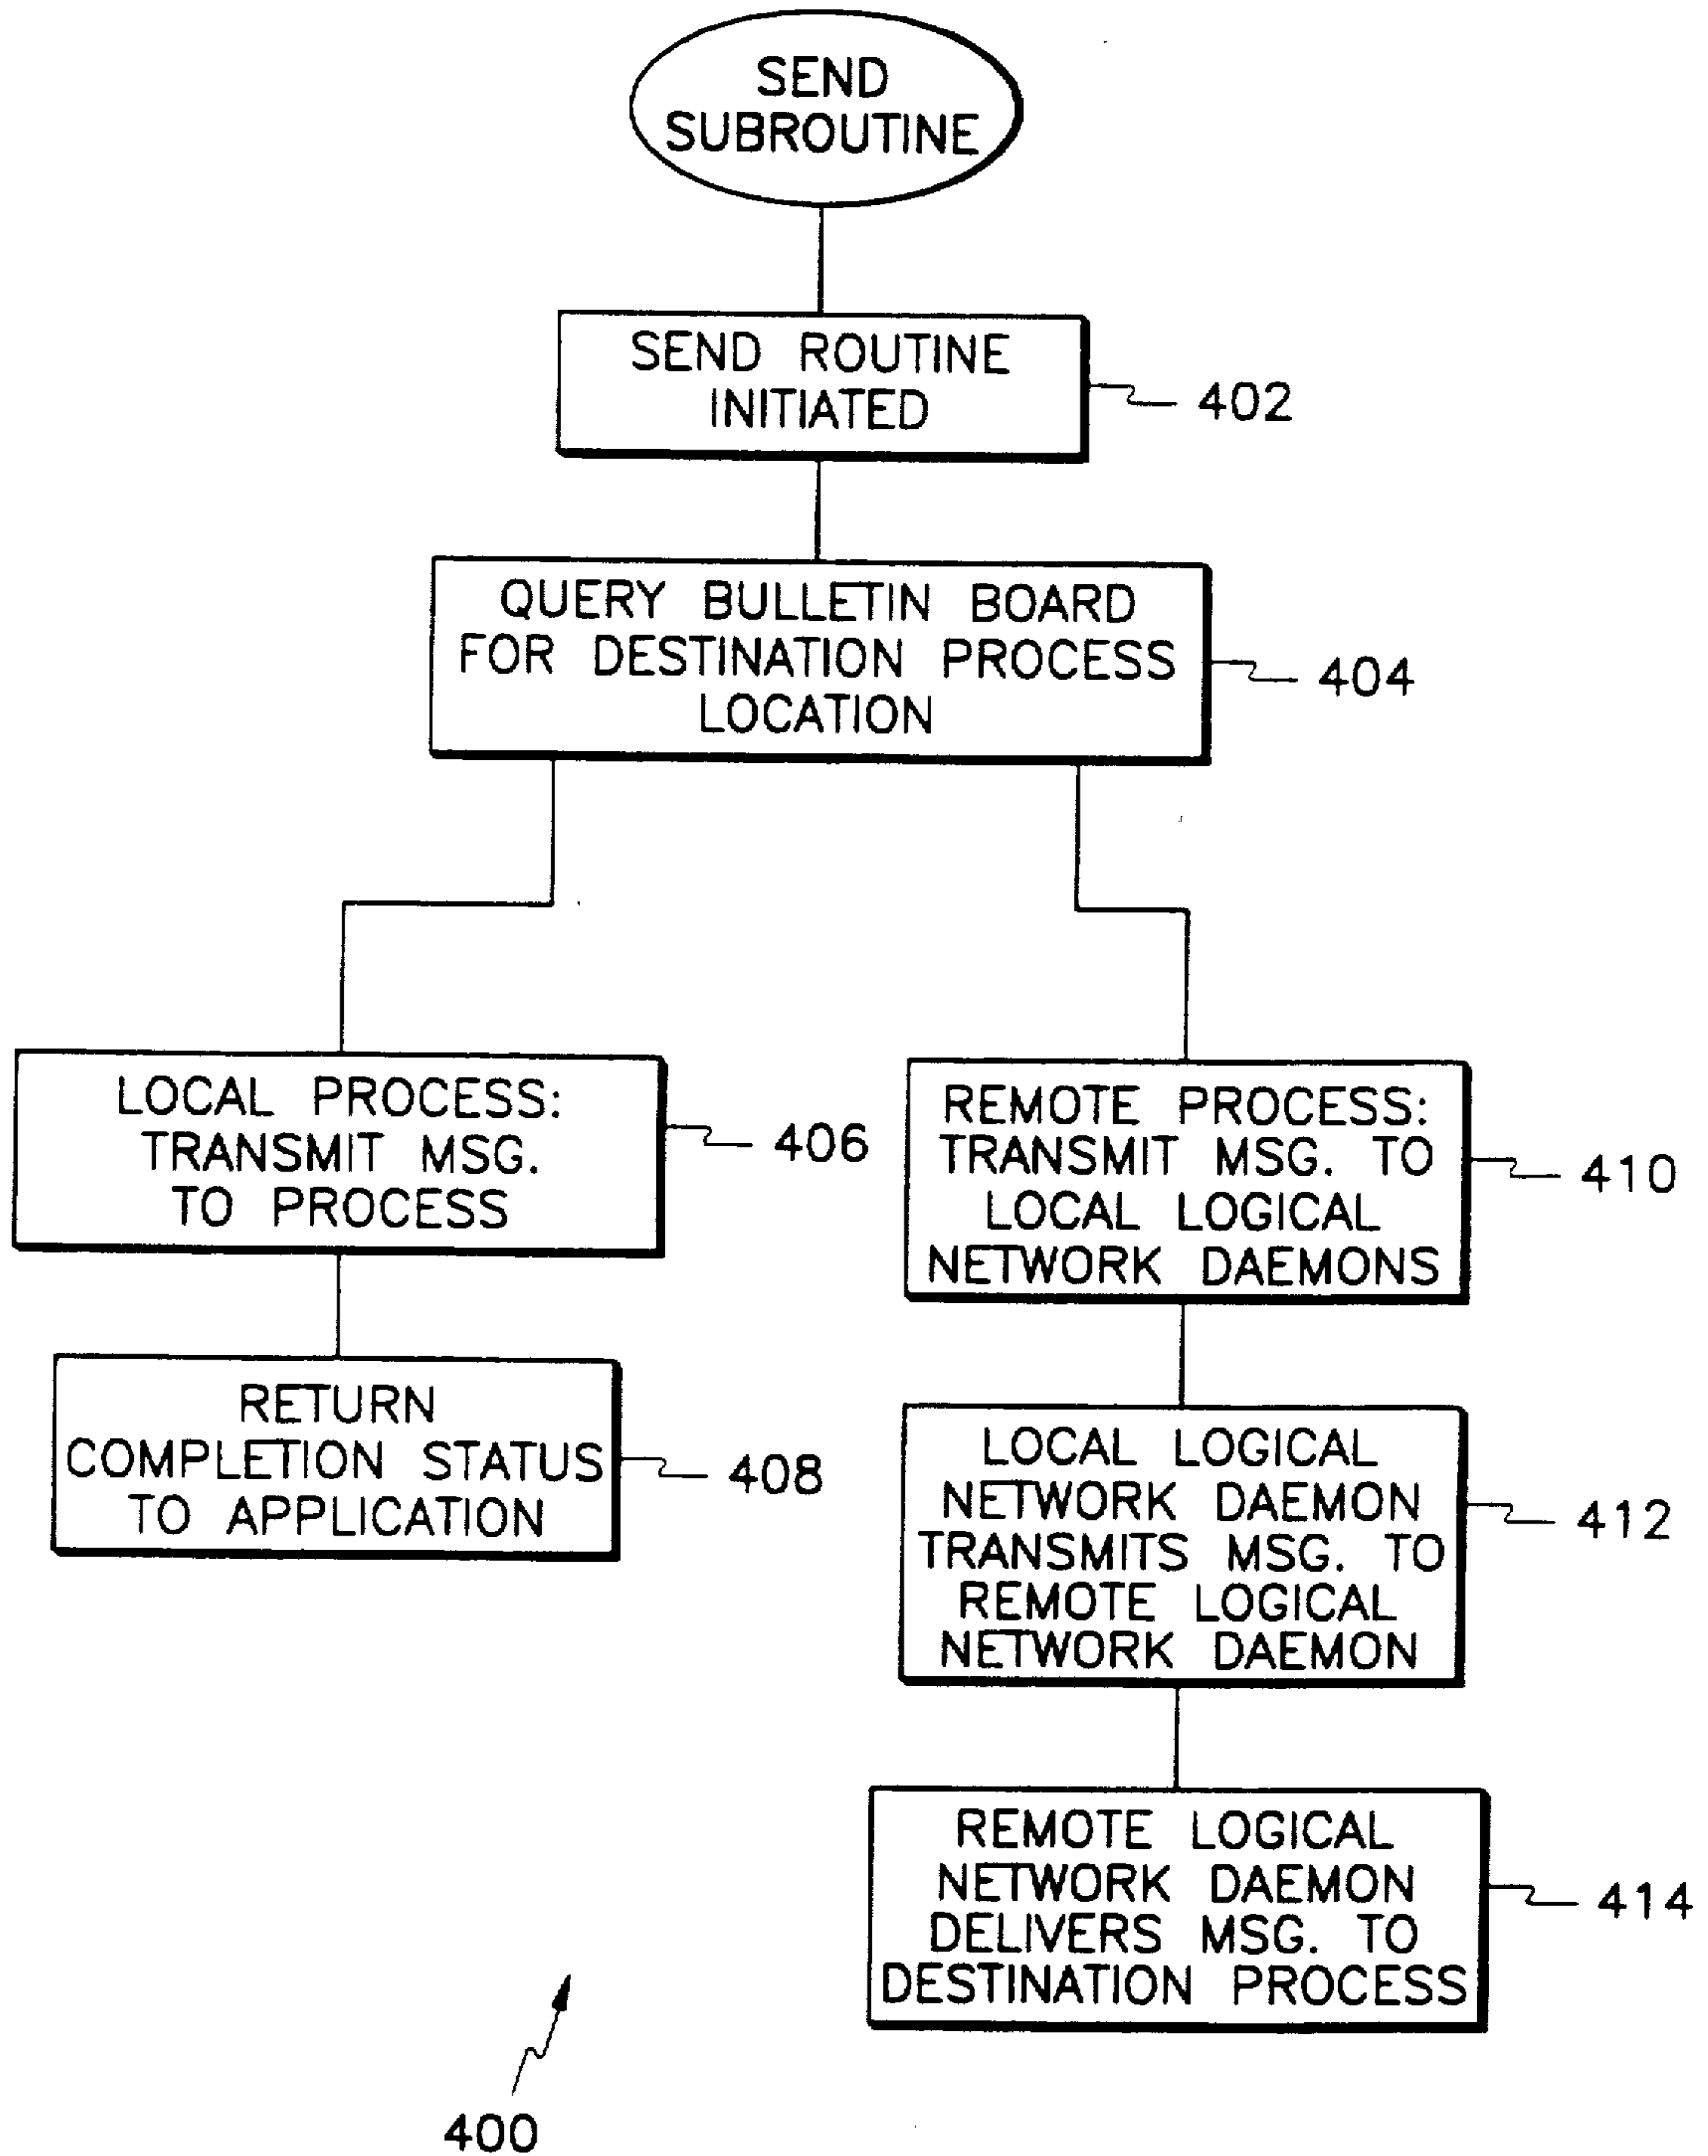 SEND
SUBROUTINE
SEND ROUTINE
INITIATED
402
QUERY BULLETIN BOARD
FOR DESTINATION PROCESS
LOCATION
404
LOCAL PROCESS:
TRANSMIT MSG.
TO PROCESS
406
RETURN
COMPLETION STATUS
TO APPLICATION
408
REMOTE PROCESS:
TRANSMIT MSG. TO
LOCAL LOGICAL
NETWORK DAEMONS
410
LOCAL LOGICAL
NETWORK DAEMON
TRANSMITS MSG. TO
REMOTE LOGICAL
NETWORK DAEMON
412
REMOTE LOGICAL
NETWORK DAEMON
DELIVERS MSG. TO
DESTINATION PROCESS
414
400